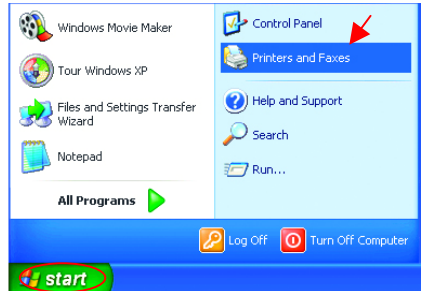 Windows Movie Maker
Tour Windows XP
Files and Settings Transfer
Wizard
Notepad
All Programs
Control Panel
Printers and Faxes
Help and Support
Search
Run...
Log Off
Turn Off Computer
start